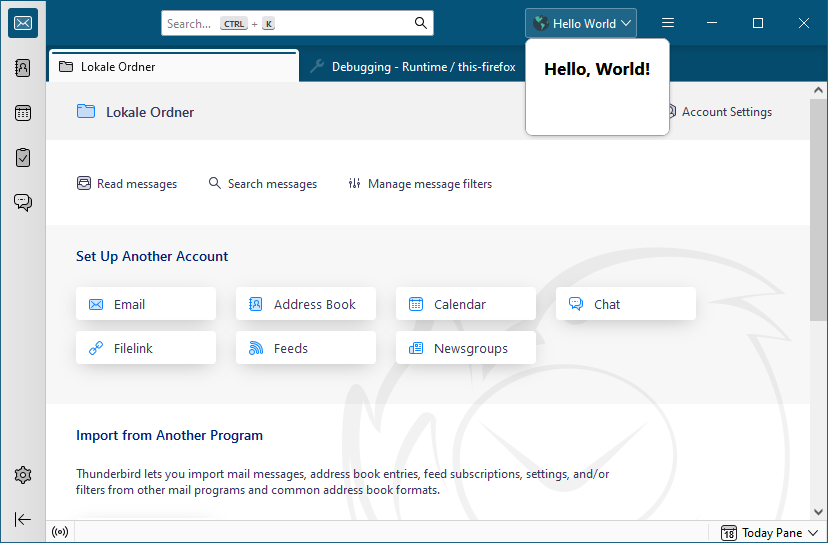 Search... CTRL + K
Hello World
Lokale Ordner
Debugging - Runtime / this-firefox
Hello, World!
Lokale Ordner
Account Settings
Read messages
Search messages
Manage message filters
Set Up Another Account
Email
Address Book
Calendar
Chat
Filelink
Feeds
Newsgroups
Import from Another Program
Thunderbird lets you import mail messages, address book entries, feed subscriptions, settings, and/or
filters from other mail programs and common address book formats.
18 Today Pane